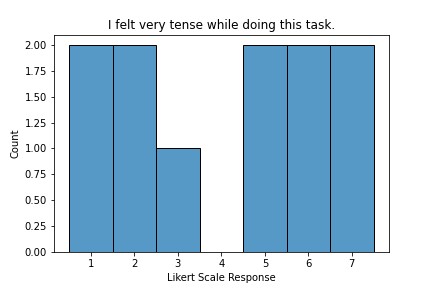 I felt very tense while doing this task.
2.00
1.75
1.50
1.25
1.00
0.75
0.50
0.25
0.00
Count
1 2 3 4 5 6 7
Likert Scale Response